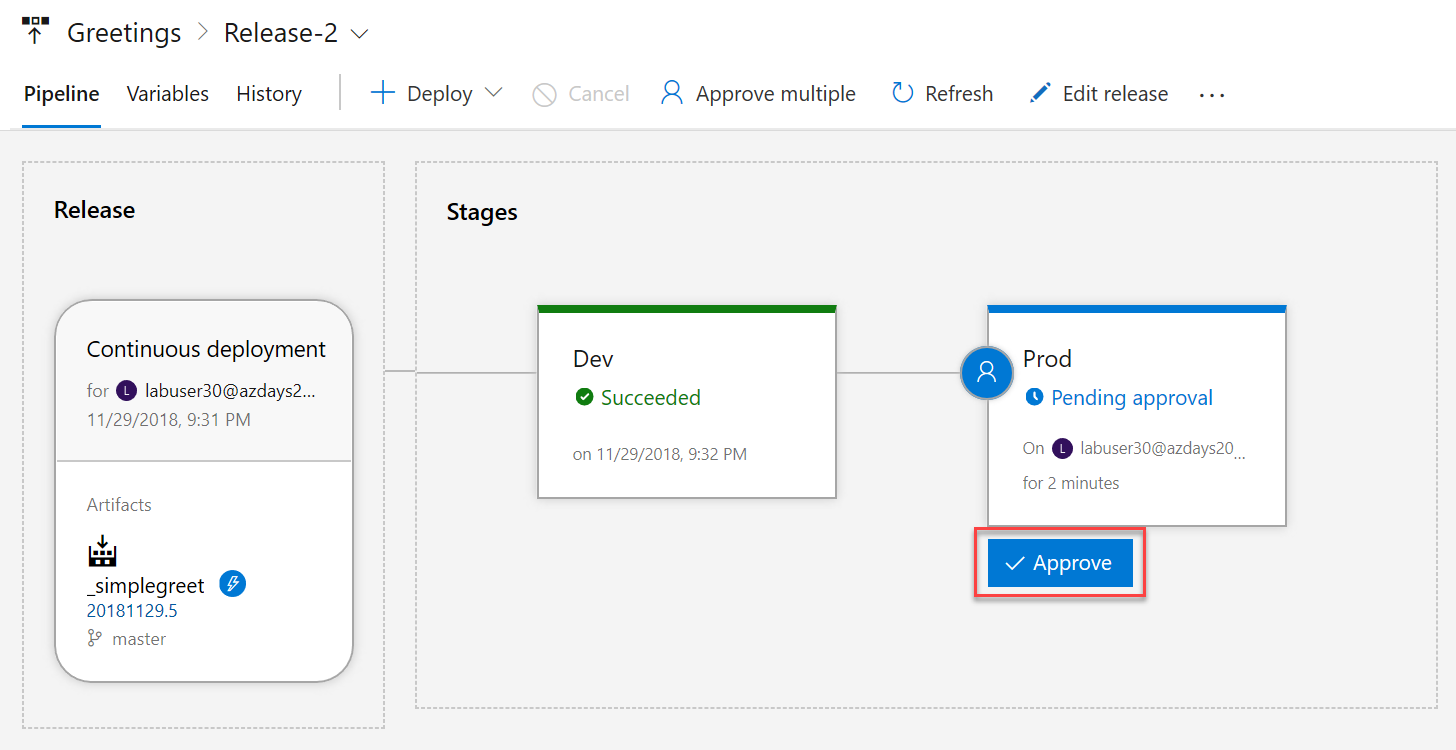 Greetings > Release-2
Pipeline Variables History Deploy Cancel Approve multiple Refresh Edit release ...
Release
Continuous deployment
for L labuser30@azdays2...
11/29/2018, 9:31 PM
Artifacts
_simplegreet
20181129.5
master
Stages
Dev
Succeeded
on 11/29/2018, 9:32 PM
Prod
Pending approval
On L labuser30@azdays20...
for 2 minutes
Approve